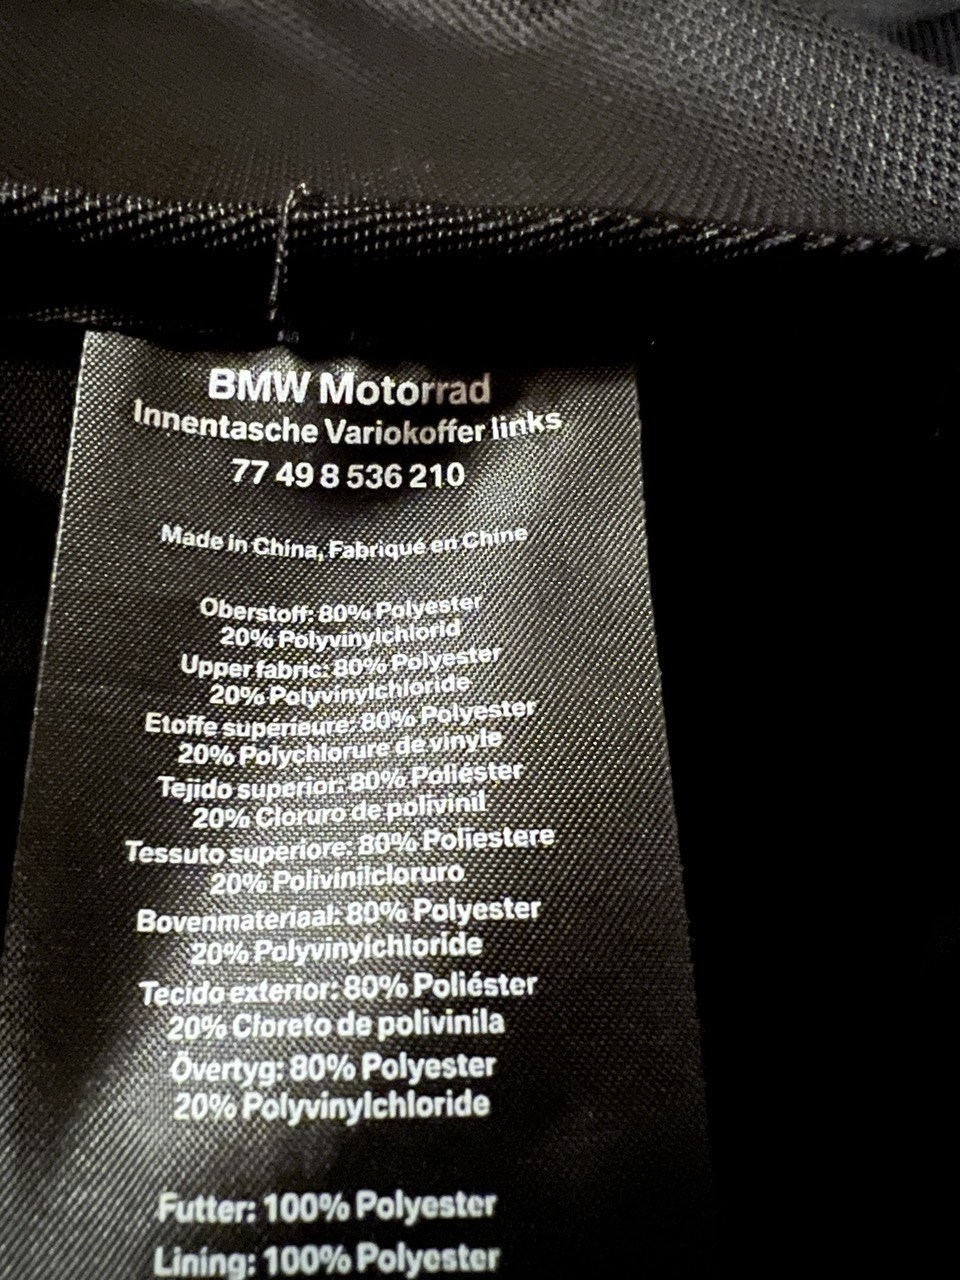 BMW Motorrad
Innentasche Variokoffer links
77 49 8 536 210
Made in China, Fabriqué en Chine
Oberstoff: 80% Polyester
20% Polyvinylchlorid
Upper fabric: 80% Polyester
20% Polyvinylchloride
Etoffe supérieure: 80% Polyester
20% Polychlorure de vinyle
Tejido superior: 80% Poliéster
20% Cloruro de polivinil
Tessuto superiore: 80% Poliestere
20% Polivinilcloruro
Bovenmateriaal: 80% Polyester
20% Polyvinylchloride
Tecido exterior: 80% Poliéster
20% Cloreto de polivinila
Övertyg: 80% Polyester
20% Polyvinylchloride
Futter: 100% Polyester
Lining: 100% Polyester